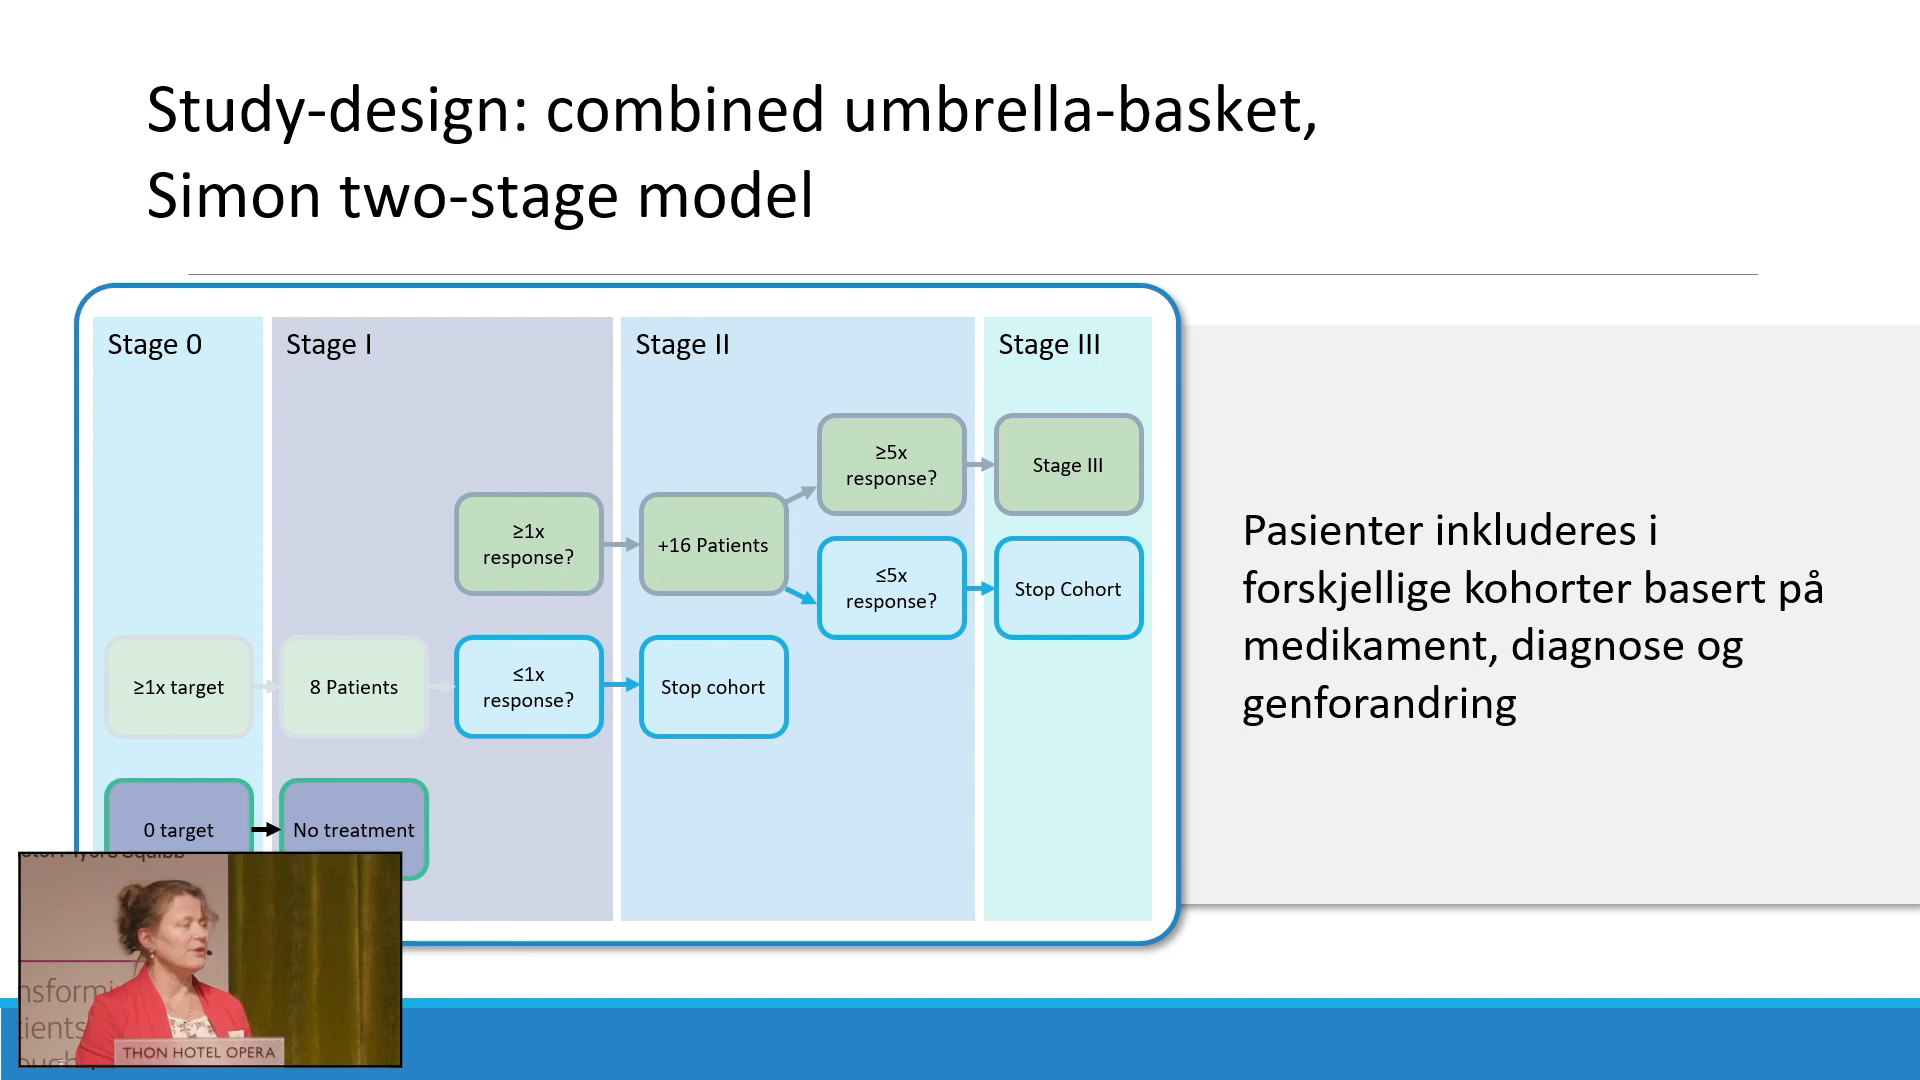 Study-design: combined umbrella-basket,
Simon two-stage model
Stage 0
Stage I
Stage II
Stage III
≥5x
response?
Stage III
≥1x
response?
+16 Patients
≤5x
response?
Stop Cohort
≥1x target
8 Patients
≤1x
response?
Stop cohort
0 target
No treatment
Pasienter inkluderes i
forskjellige kohorter basert på
medikament, diagnose og
genforandring
THON HOTEL OPERA